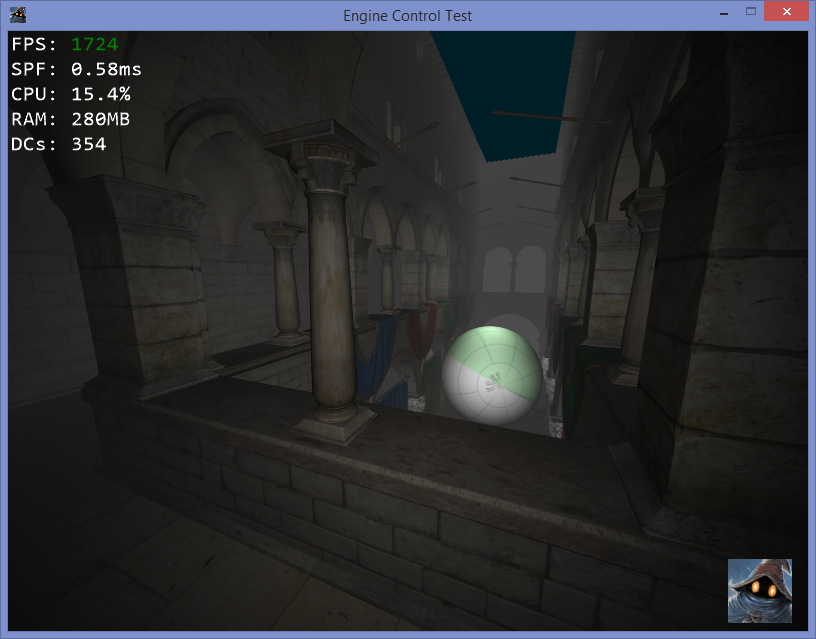 Engine Control Test
FPS: 1724
SPF: 0.58ms
CPU: 15.4%
RAM: 280MB
DCs: 354